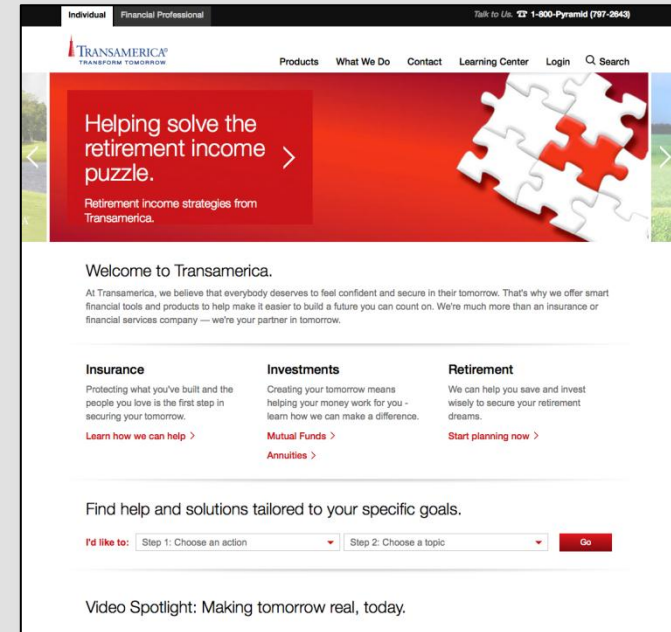 Individual Financial Professional Talk to Us. ☎ 1-800-Pyramid (797-2643)
TRANSAMERICA®
TRANSFORM TOMORROW
Products What We Do Contact Learning Center Login Search
Helping solve the
retirement income
puzzle.
Retirement income strategies from
Transamerica.
Welcome to Transamerica.
At Transamerica, we believe that everybody deserves to feel confident and secure in their tomorrow. That's why we offer smart
financial tools and products to help make it easier to build a future you can count on. We're much more than an insurance or
financial services company — we're your partner in tomorrow.
Insurance
Protecting what you've built and the
people you love is the first step in
securing your tomorrow.
Learn how we can help >
Investments
Creating your tomorrow means
helping your money work for you -
learn how we can make a difference.
Mutual Funds >
Annuities >
Retirement
We can help you save and invest
wisely to secure your retirement
dreams.
Start planning now >
Find help and solutions tailored to your specific goals.
I'd like to: Step 1: Choose an action Step 2: Choose a topic Go
Video Spotlight: Making tomorrow real, today.